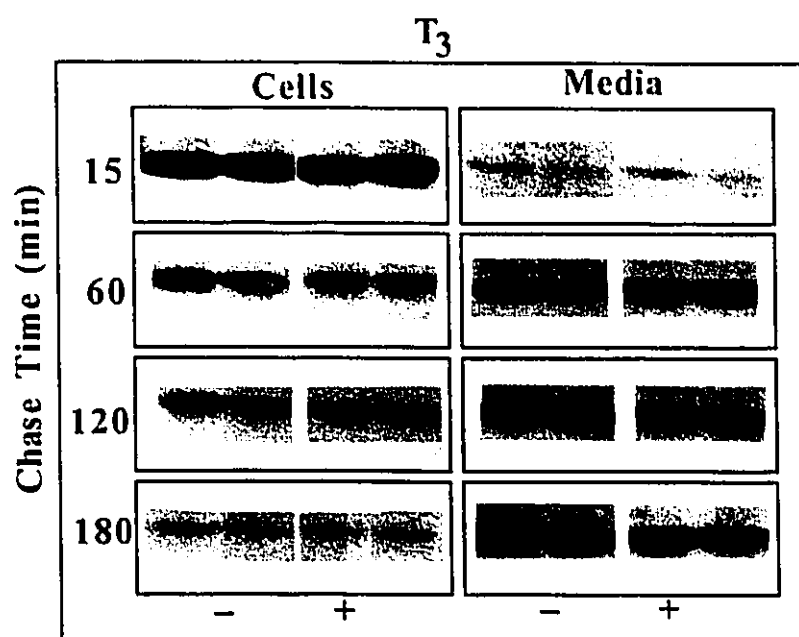 T3
Cells Media
15
60
120
180
Chase Time (min)
− + − +